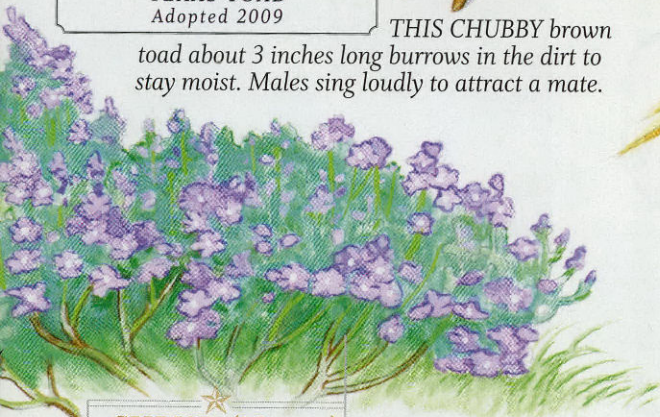 Adopted 2009
THIS CHUBBY brown
toad about 3 inches long burrows in the dirt to
stay moist. Males sing loudly to attract a mate.